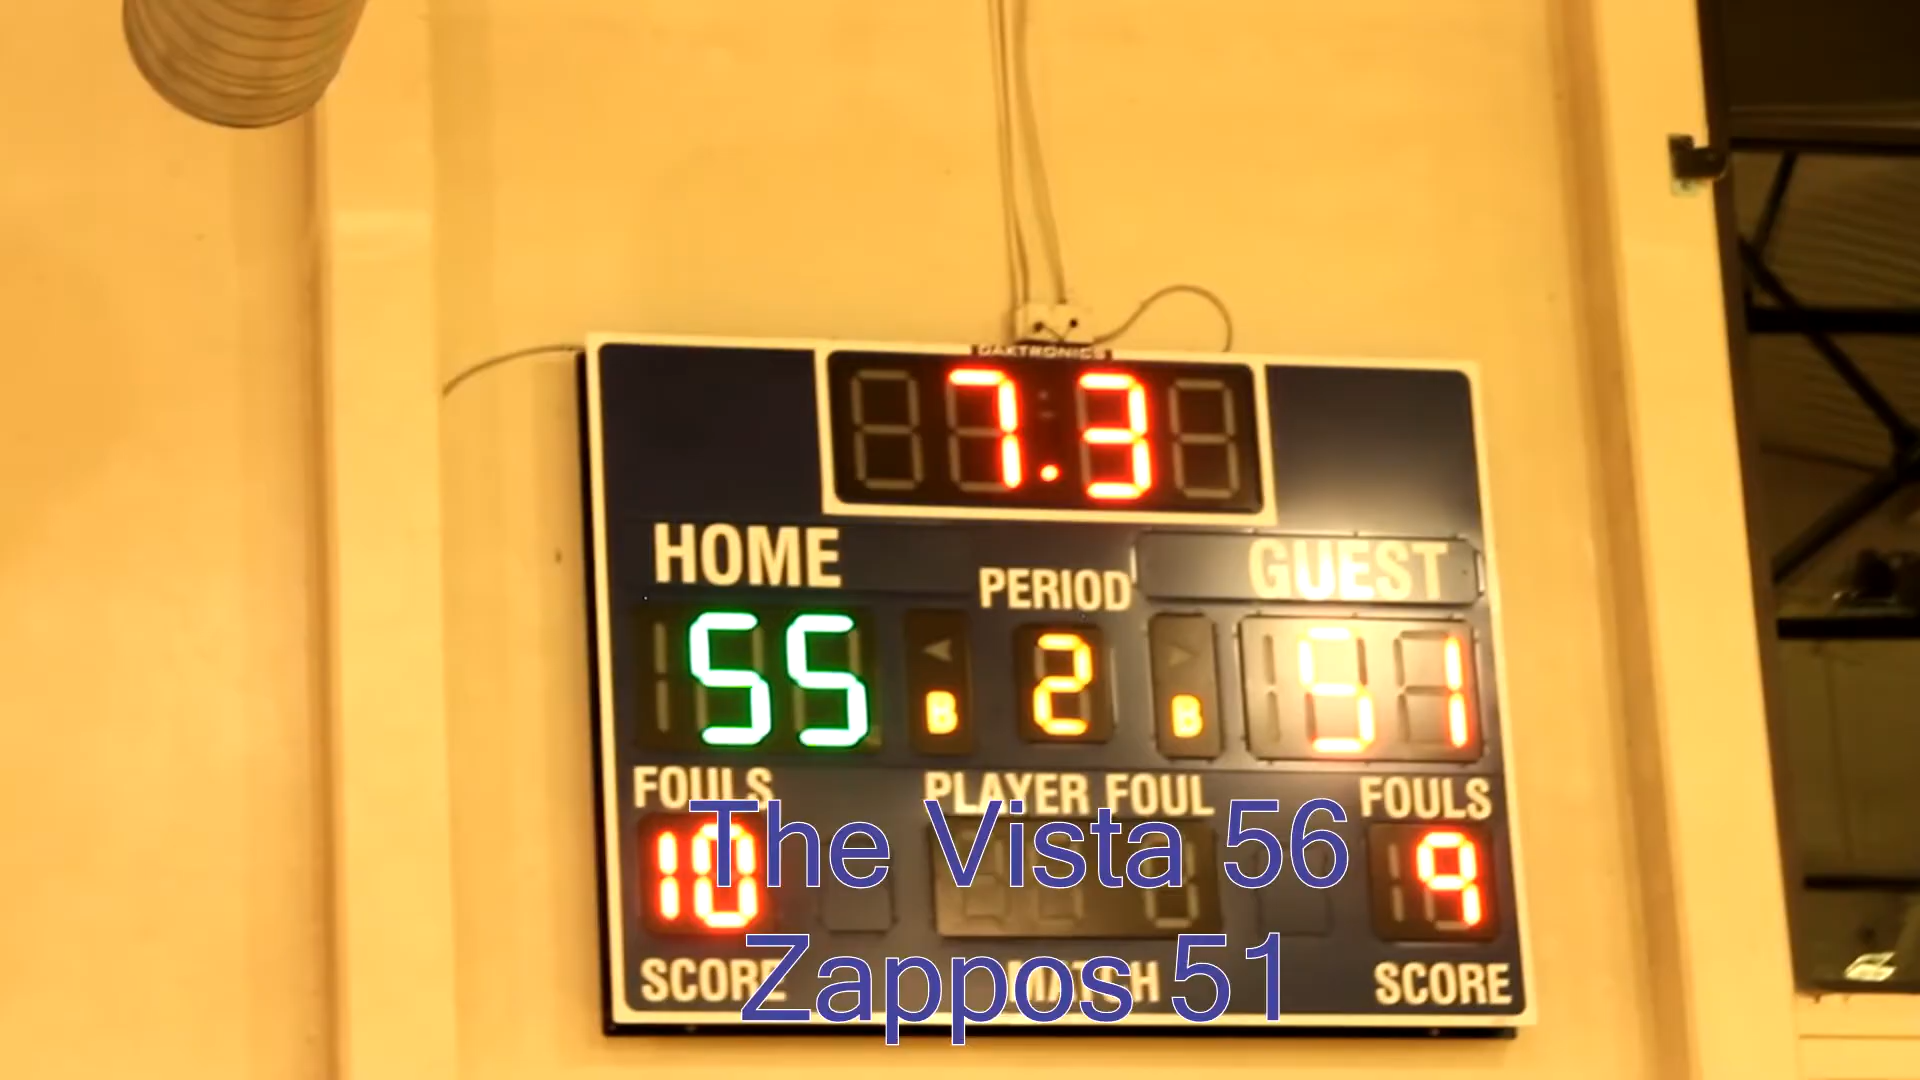 DAKTRONICS
7.3
HOME
PERIOD
GUEST
55
B
2
B
51
FOULS
PLAYER FOUL
FOULS
10
9
The Vista 56
SCORE
MATCH
SCORE
Zappos 51